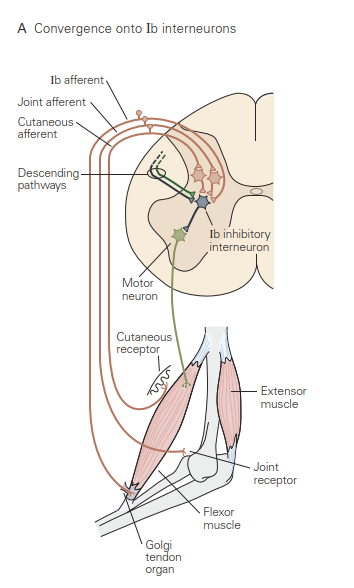 A Convergence onto Ib interneurons
Ib afferent
Joint afferent
Cutaneous
afferent
Descending
pathways
Ib inhibitory
interneuron
Motor
neuron
Cutaneous
receptor
Extensor
muscle
Joint
receptor
Flexor
muscle
Golgi
tendon
organ